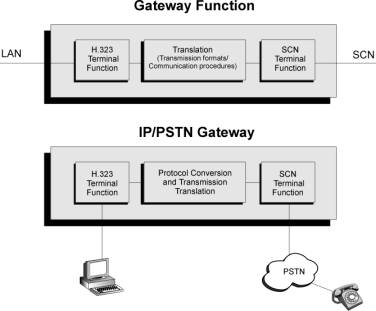 Gateway Function
LAN
H.323
Terminal
Function
Translation
(Transmission formats/
Communication procedures)
SCN
Terminal
Function
SCN
IP/PSTN Gateway
H.323
Terminal
Function
Protocol Conversion
and Transmission
Translation
SCN
Terminal
Function
PSTN